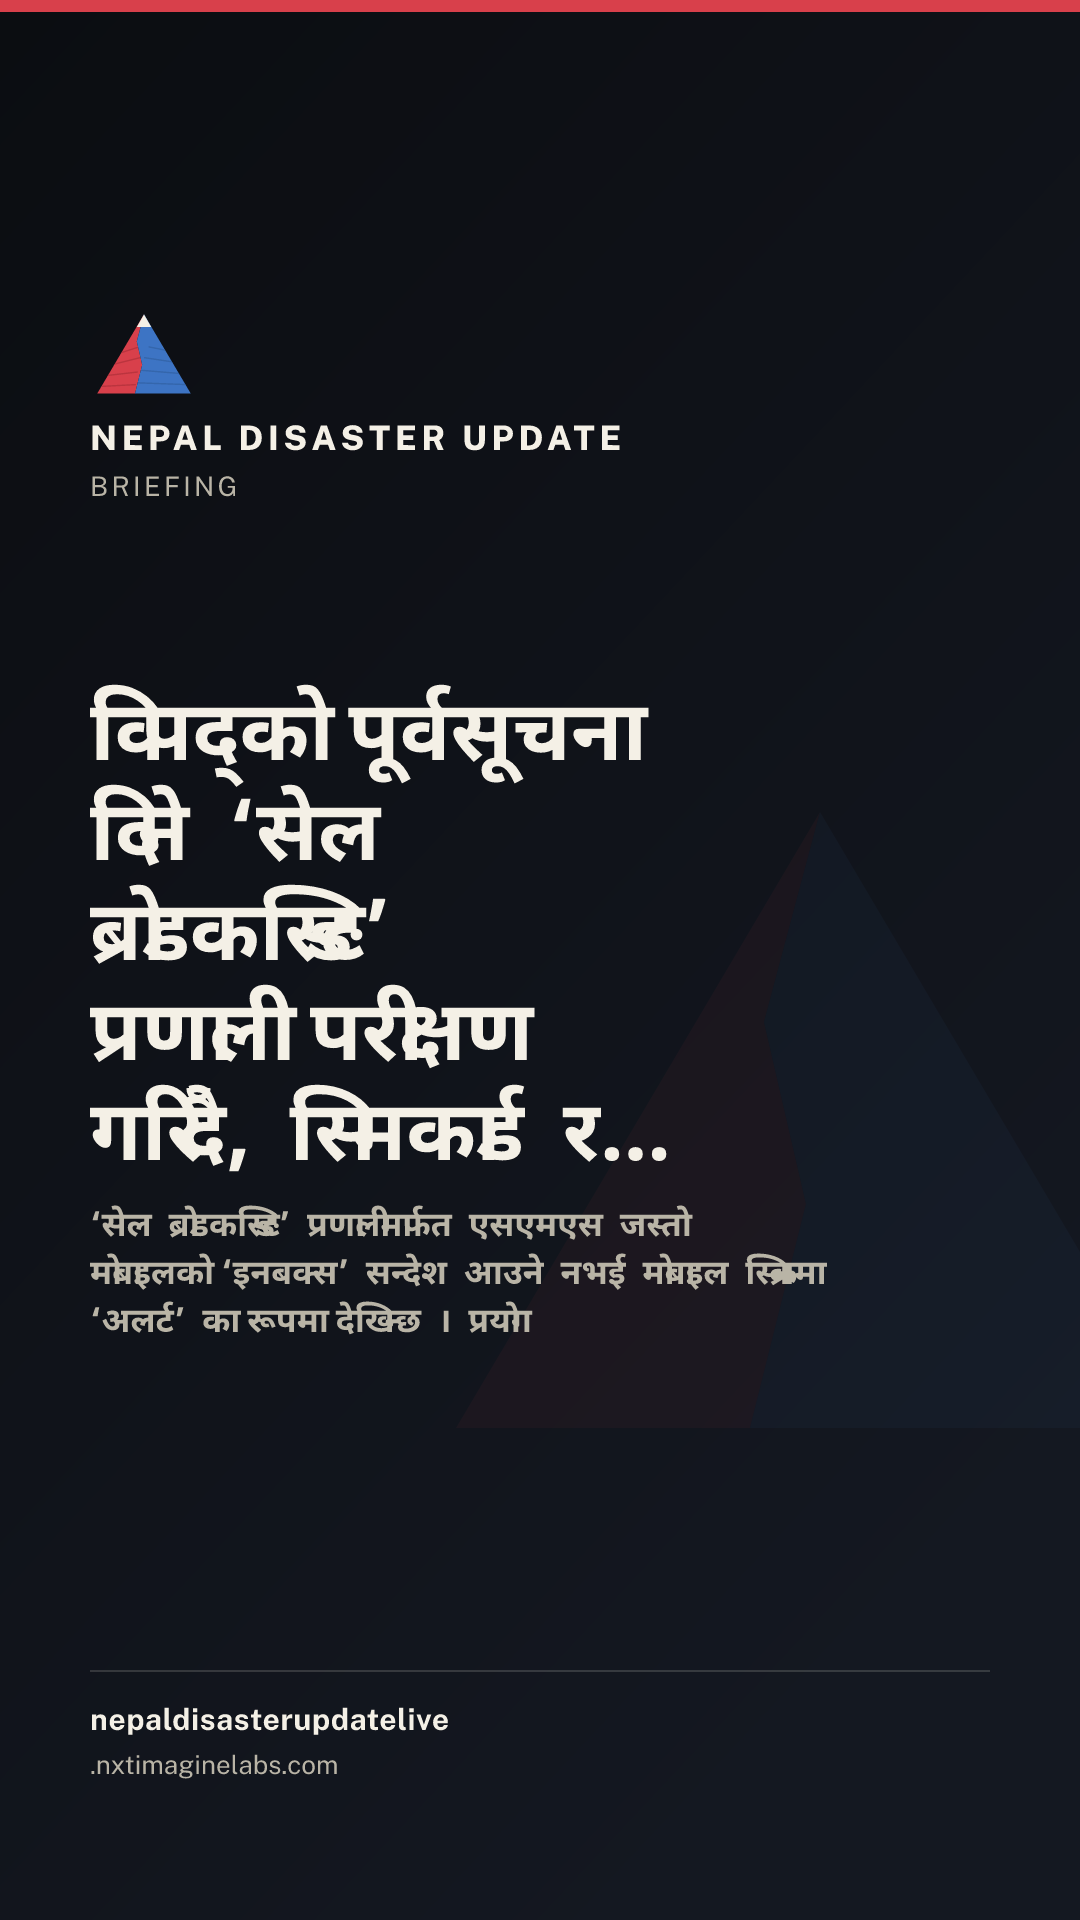 NEPAL DISASTER UPDATE
BRIEFING
विपद्को पूर्वसूचना
दिने ‘सेल
ब्रोडकास्टिङ’
प्रणाली परीक्षण
गरिँदै, सिमकार्ड र...
‘सेल ब्रोडकास्टिङ’ प्रणालीमार्फत एसएमएस जस्तो
मोबाइलको ‘इनबक्स’ सन्देश आउने नभई मोबाइल स्क्रिनमा
‘अलर्ट’ का रूपमा देखिन्छ । प्रयोग
nepaldisasterupdatelive
.nxtimaginelabs.com